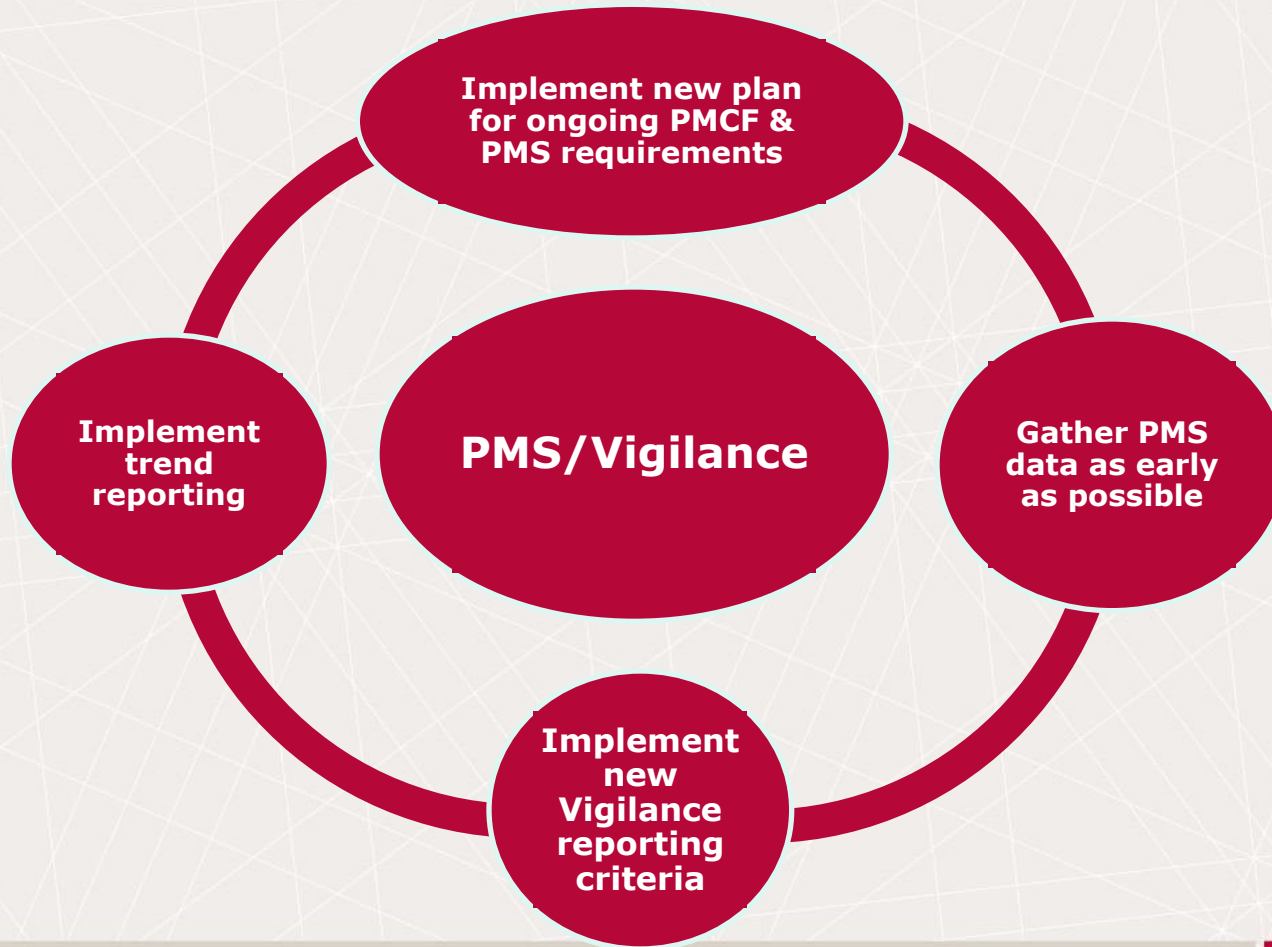 Implement new plan
for ongoing PMCF &
PMS requirements
PMS/Vigilance
Gather PMS
data as early
as possible
Implement
new
Vigilance
reporting
criteria
Implement
trend
reporting